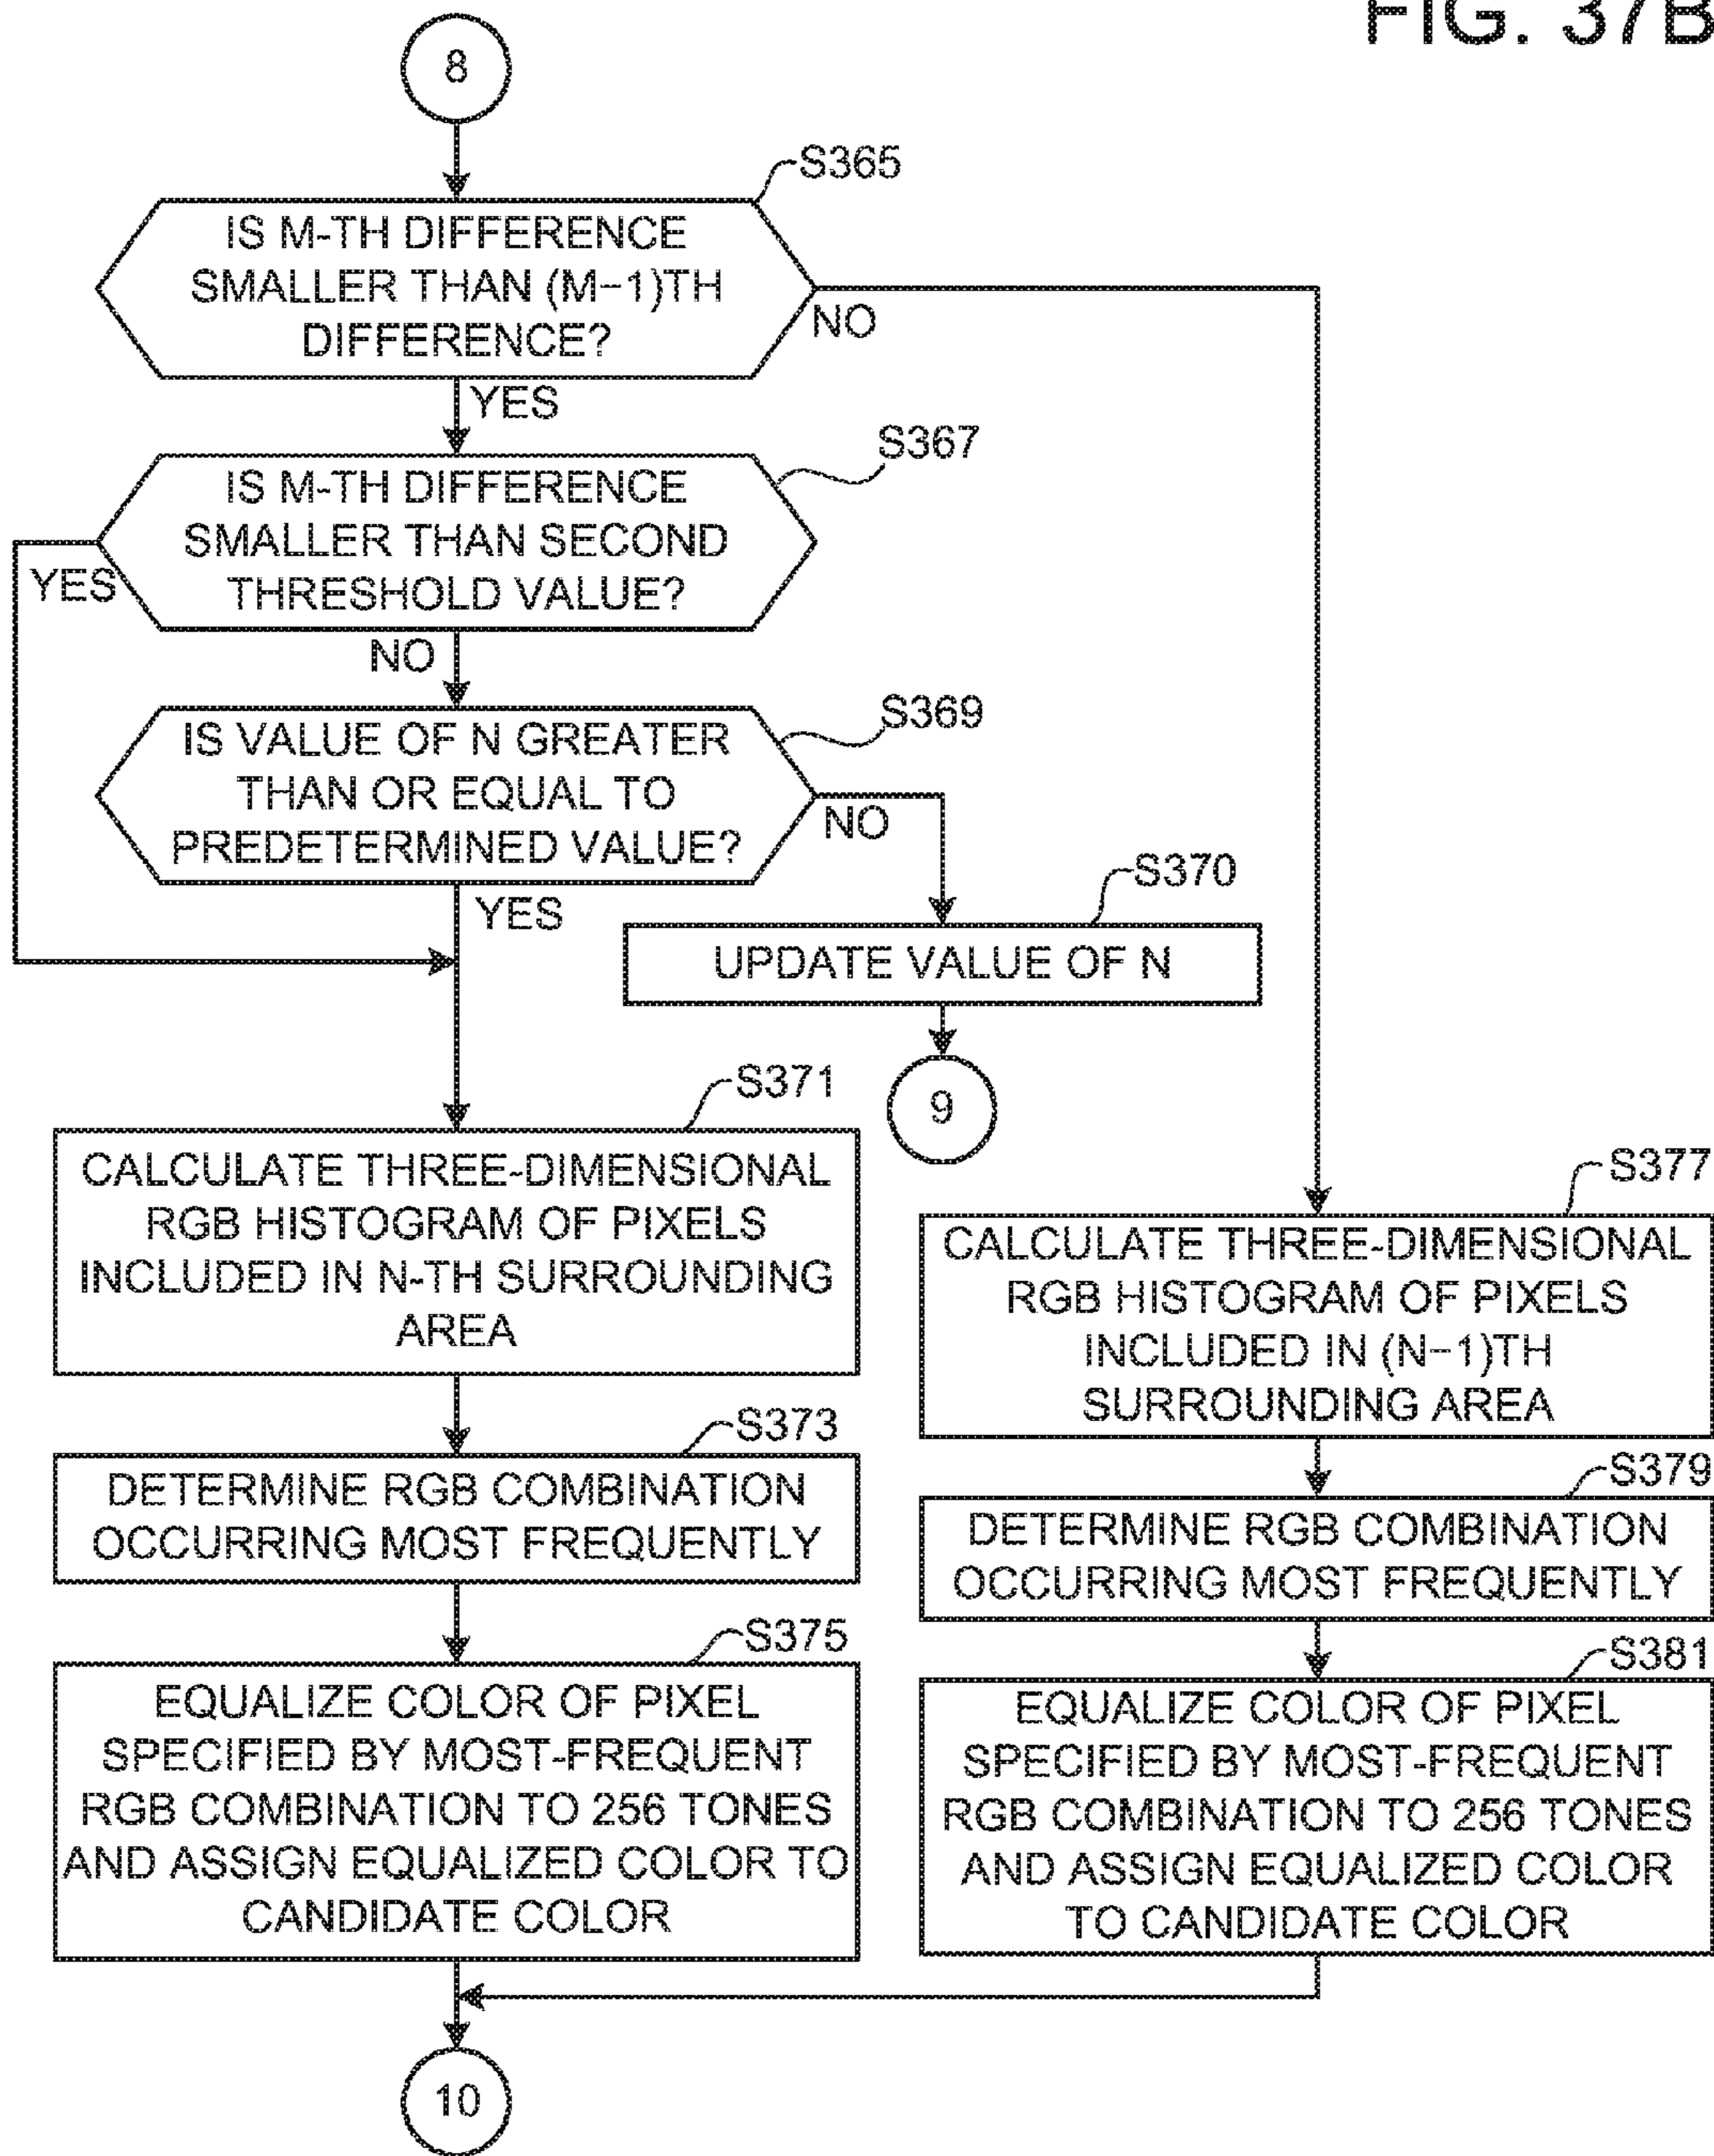 FIG. 37B
8
S365
IS M-TH DIFFERENCE
SMALLER THAN (M-1)TH
DIFFERENCE?
NO
YES
S367
IS M-TH DIFFERENCE
SMALLER THAN SECOND
THRESHOLD VALUE?
YES
NO
S369
IS VALUE OF N GREATER
THAN OR EQUAL TO
PREDETERMINED VALUE?
NO
YES
S370
UPDATE VALUE OF N
9
S371
CALCULATE THREE-DIMENSIONAL
RGB HISTOGRAM OF PIXELS
INCLUDED IN N-TH SURROUNDING
AREA
S373
DETERMINE RGB COMBINATION
OCCURRING MOST FREQUENTLY
S375
EQUALIZE COLOR OF PIXEL
SPECIFIED BY MOST-FREQUENT
RGB COMBINATION TO 256 TONES
AND ASSIGN EQUALIZED COLOR TO
CANDIDATE COLOR
S377
CALCULATE THREE-DIMENSIONAL
RGB HISTOGRAM OF PIXELS
INCLUDED IN (N-1)TH
SURROUNDING AREA
S379
DETERMINE RGB COMBINATION
OCCURRING MOST FREQUENTLY
S381
EQUALIZE COLOR OF PIXEL
SPECIFIED BY MOST-FREQUENT
RGB COMBINATION TO 256 TONES
AND ASSIGN EQUALIZED COLOR
TO CANDIDATE COLOR
10